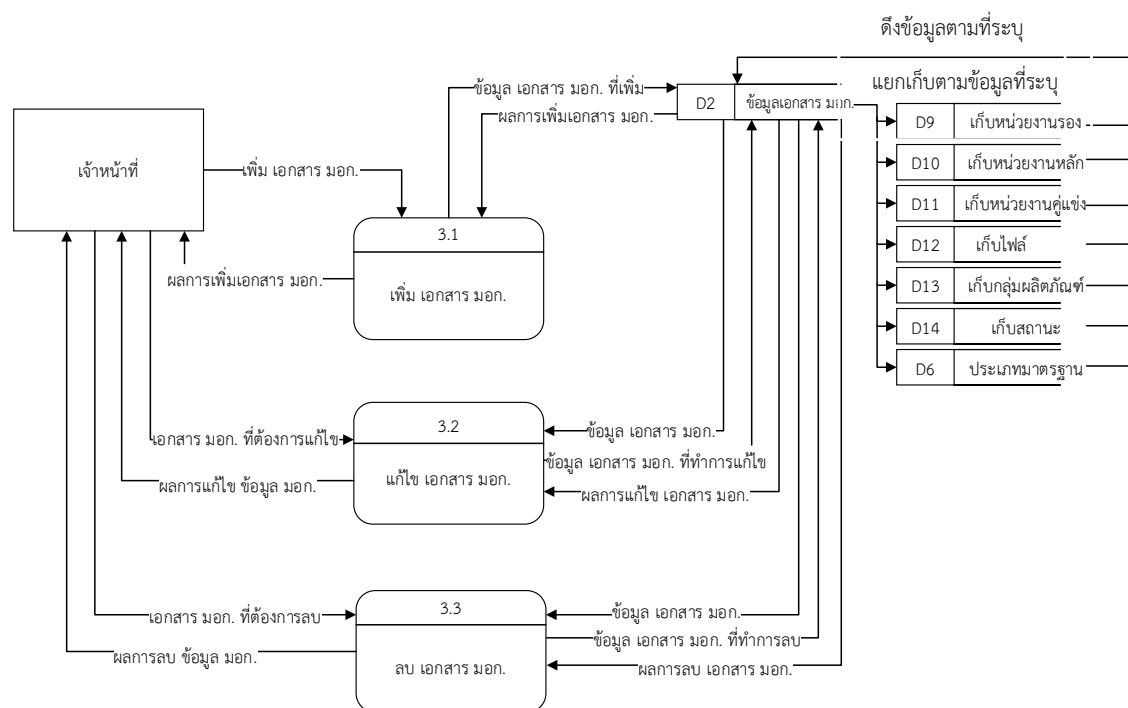 ดึงข้อมูลตามที่ระบุ
แยกเก็บตามข้อมูลที่ระบุ
ข้อมูล เอกสาร มอก. ที่เพิ่ม
D2
ข้อมูลเอกสาร มอก.
ผลการเพิ่มเอกสาร มอก.
D9
เก็บหน่วยงานรอง
เจ้าหน้าที่
เพิ่ม เอกสาร มอก.
D10
เก็บหน่วยงานหลัก
D11
เก็บหน่วยงานคู่แข่ง
3.1
D12
เก็บไฟล์
ผลการเพิ่มเอกสาร มอก.
เพิ่ม เอกสาร มอก.
D13
เก็บกลุ่มผลิตภัณฑ์
D14
เก็บสถานะ
D6
ประเภทมาตรฐาน
3.2
เอกสาร มอก. ที่ต้องการแก้ไข
ข้อมูล เอกสาร มอก.
ข้อมูล เอกสาร มอก. ที่ทำการแก้ไข
ผลการแก้ไข ข้อมูล มอก.
แก้ไข เอกสาร มอก.
ผลการแก้ไข เอกสาร มอก.
3.3
เอกสาร มอก. ที่ต้องการลบ
ข้อมูล เอกสาร มอก.
ข้อมูล เอกสาร มอก. ที่ทำการลบ
ผลการลบ ข้อมูล มอก.
ลบ เอกสาร มอก.
ผลการลบ เอกสาร มอก.